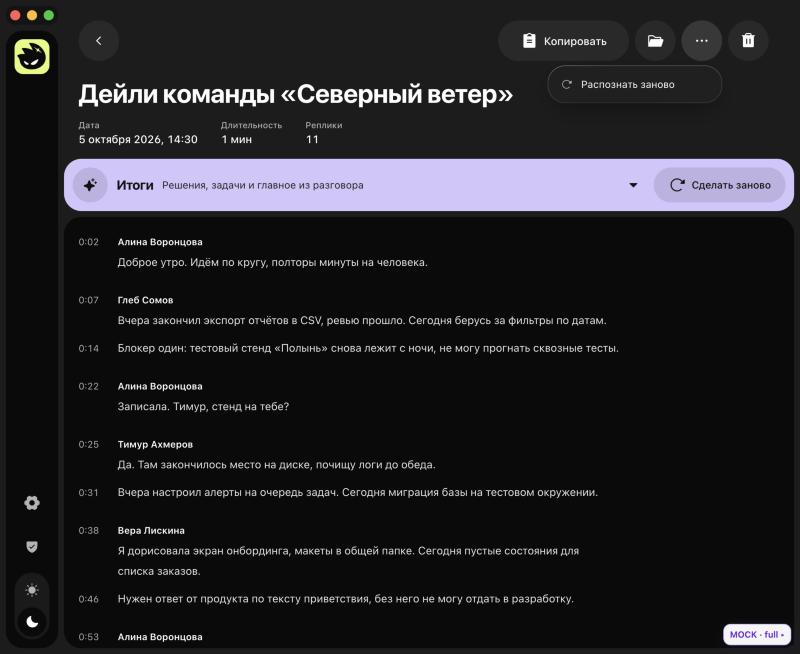 Копировать
Распознать заново
Дейли команды «Северный ветер»
Дата
5 октября 2026, 14:30
Длительность
1 мин
Реплики
11
Итоги
Решения, задачи и главное из разговора
Сделать заново
0:02 Алина Воронцова
Доброе утро. Идём по кругу, полторы минуты на человека.
0:07 Глеб Сомов
Вчера закончил экспорт отчётов в CSV, ревью прошло. Сегодня берусь за фильтры по датам.
0:14 Блокер один: тестовый стенд «Полынь» снова лежит с ночи, не могу прогнать сквозные тесты.
0:22 Алина Воронцова
Записала. Тимур, стенд на тебе?
0:25 Тимур Ахмеров
Да. Там закончилось место на диске, почищу логи до обеда.
0:31 Вчера настроил алерты на очередь задач. Сегодня миграция базы на тестовом окружении.
0:38 Вера Лискина
Я дорисовала экран онбординга, макеты в общей папке. Сегодня пустые состояния для
списка заказов.
0:46 Нужен ответ от продукта по тексту приветствия, без него не могу отдать в разработку.
0:53 Алина Воронцова
МОСК · full